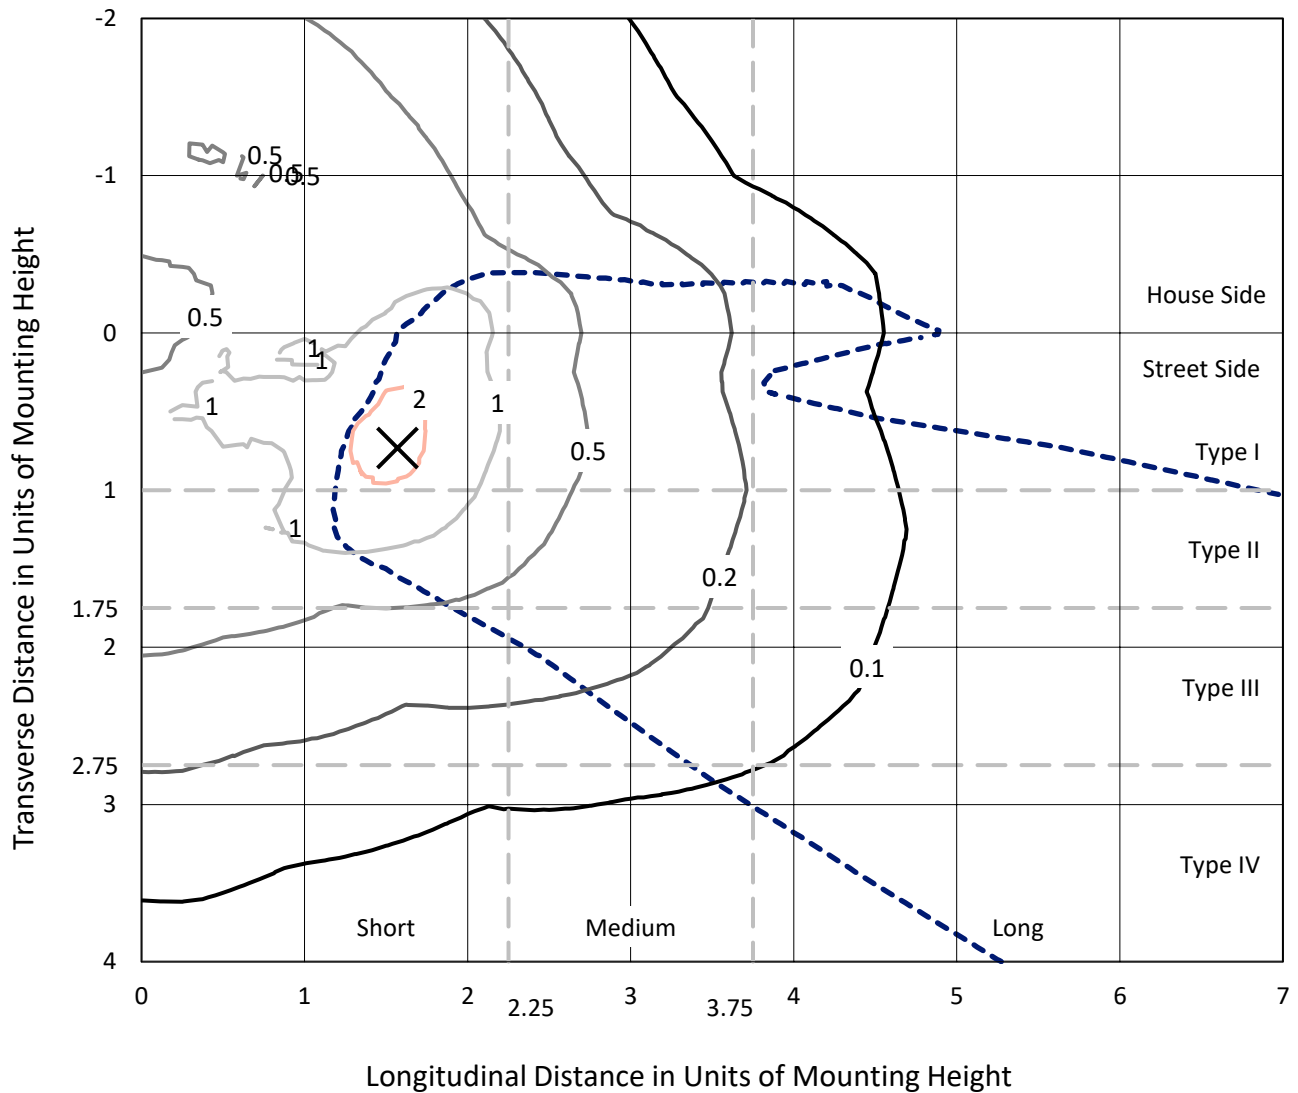 -2
0.5
0.5
0.5
-1
House Side
0.5
0
1
1
Street Side
2
1
1
0.5
Type I
1
1
Type II
0.2
1.75
2
0.1
Type III
2.75
3
Type IV
Short
Medium
Long
4
0
1
2
2.25
3
3.75
4
5
6
7
Transverse Distance in Units of Mounting Height
Longitudinal Distance in Units of Mounting Height